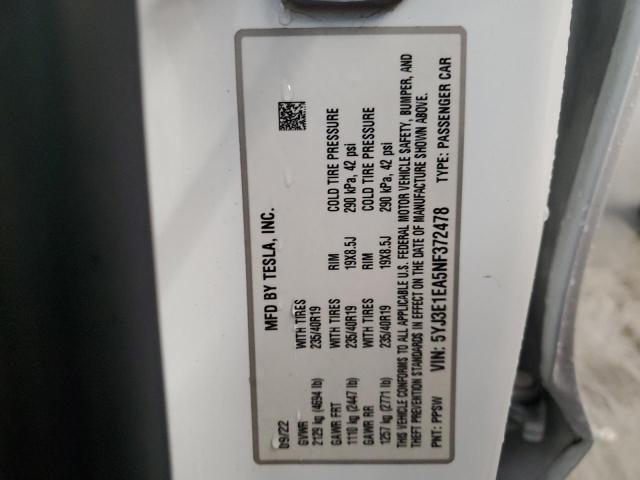 MFD BY TESLA, INC.
09/22
GVWR WITH TIRES RIM COLD TIRE PRESSURE
2129 kg (4694 lb) 235/40R19 19X8.5J 290 kPa, 42 psi
GAWR FRT WITH TIRES RIM COLD TIRE PRESSURE
1110 kg (2447 lb) 235/40R19 19X8.5J 290 kPa, 42 psi
GAWR RR
1257 kg (2771 lb) 235/40R19
THIS VEHICLE CONFORMS TO ALL APPLICABLE U.S. FEDERAL MOTOR VEHICLE SAFETY, BUMPER, AND
THEFT PREVENTION STANDARDS IN EFFECT ON THE DATE OF MANUFACTURE SHOWN ABOVE.
VIN: 5YJ3E1EA5NF372478 TYPE: PASSENGER CAR
PNT: PPSW